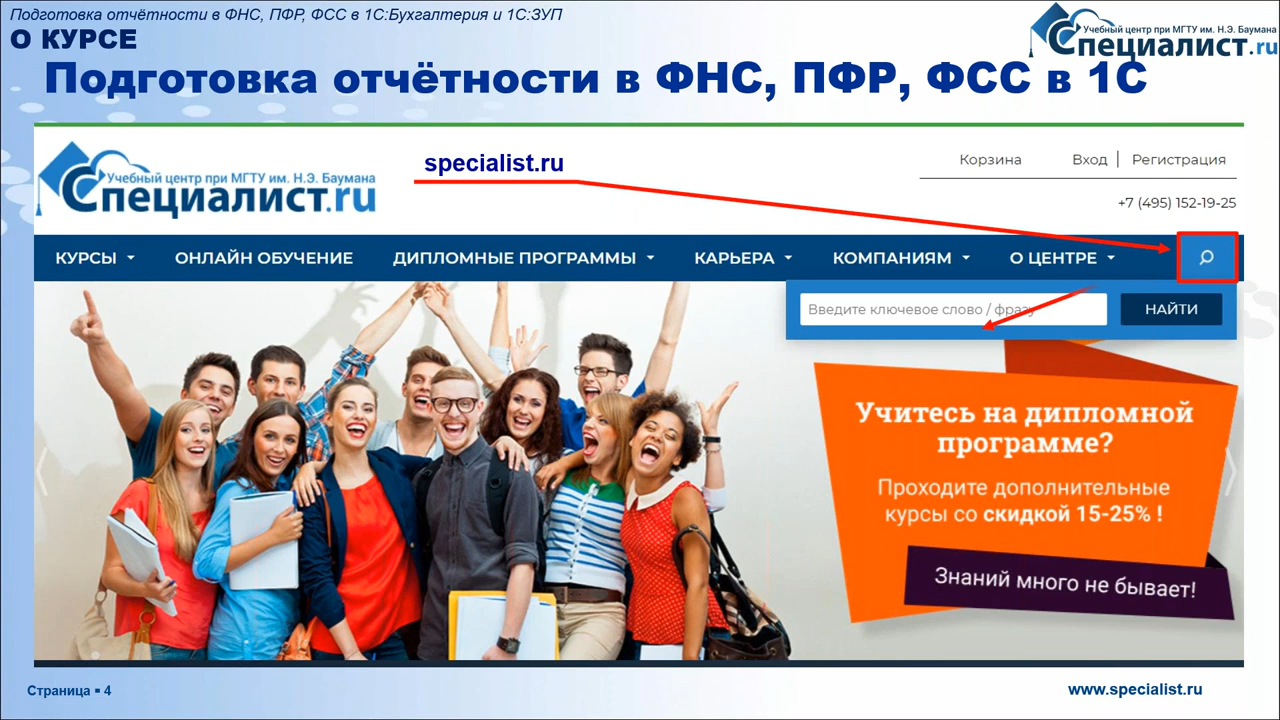 Подготовка отчётности в ФНС, ПФР, ФСС в 1С:Бухгалтерия и 1С:ЗУП
О КУРСЕ
Учебный центр при МГТУ им. Н.Э. Баумана
Специалист.ru
Подготовка отчётности в ФНС, ПФР, ФСС в 1С
specialist.ru
Корзина Вход | Регистрация
Учебный центр при МГТУ им. Н.Э. Баумана
Специалист.ru
+7 (495) 152-19-25
КУРСЫ ОНЛАЙН ОБУЧЕНИЕ ДИПЛОМНЫЕ ПРОГРАММЫ КАРЬЕРА КОМПАНИЯМ О ЦЕНТРЕ
Введите ключевое слово / фразу НАЙТИ
Учитесь на дипломной
программе?
Проходите дополнительные
курсы со скидкой 15-25% !
Знаний много не бывает!
Страница ▪ 4
www.specialist.ru